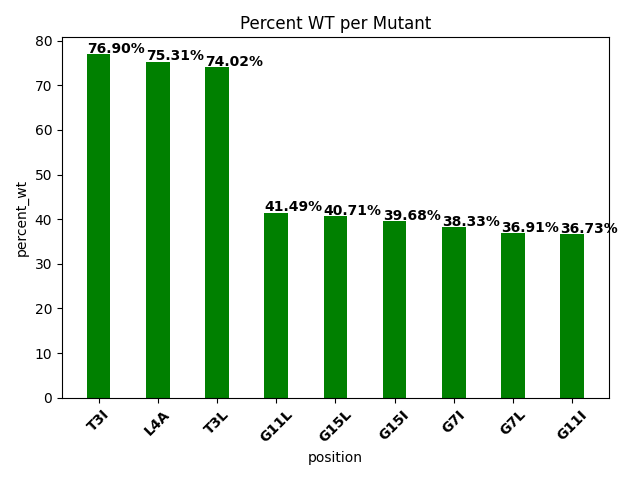 Percent WT per Mutant
percent_wt
80
70
60
50
40
30
20
10
0
76.90%
75.31%
74.02%
41.49%
40.71%
39.68%
38.33%
36.91%
36.73%
T3I
L4A
T3L
G11L
G15L
G15I
G7I
G7L
G11I
position